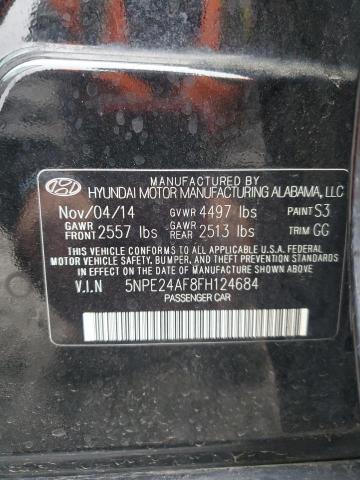 MANUFACTURED BY
HYUNDAI MOTOR MANUFACTURING ALABAMA, LLC
Nov/04/14 GVWR 4497 lbs PAINT S3
GAWR FRONT 2557 lbs GAWR REAR 2513 lbs TRIM GG
THIS VEHICLE CONFORMS TO ALL APPLICABLE U.S.A. FEDERAL
MOTOR VEHICLE SAFETY, BUMPER, AND THEFT PREVENTION
STANDARDS IN EFFECT ON THE DATE OF MANUFACTURE SHOWN ABOVE.
V.I.N 5NPE24AF8FH124684
PASSENGER CAR